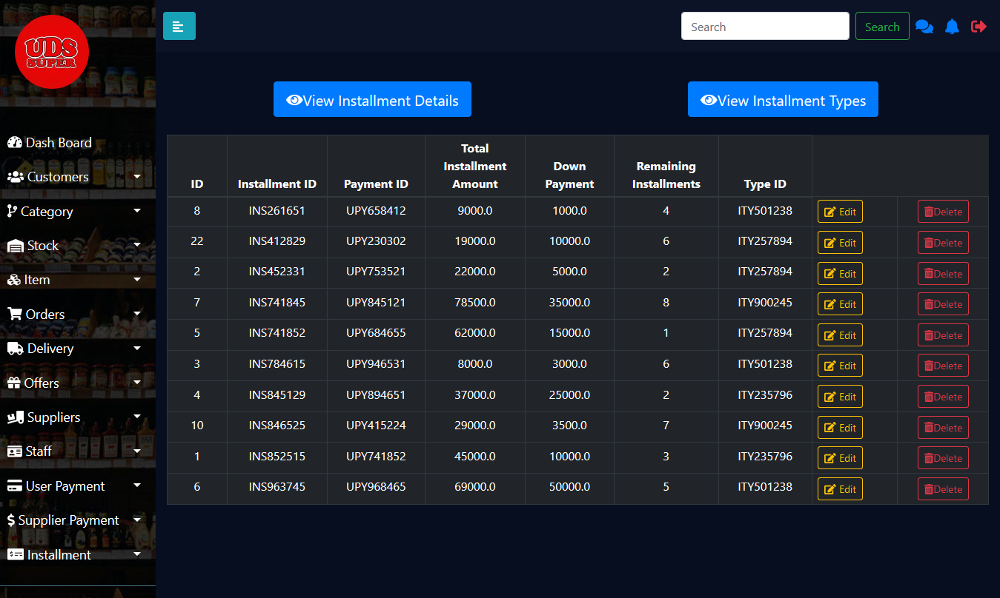 UDS
SUPER
Search
Search
View Installment Details
View Installment Types
Dash Board
Customers
Category
Stock
Item
Orders
Delivery
Offers
Suppliers
Staff
User Payment
Supplier Payment
Installment
ID Installment ID Payment ID Total Installment Amount Down Payment Remaining Installments Type ID
8 INS261651 UPY658412 9000.0 1000.0 4 ITY501238 Edit Delete
22 INS412829 UPY230302 19000.0 10000.0 6 ITY257894 Edit Delete
2 INS452331 UPY753521 22000.0 5000.0 2 ITY257894 Edit Delete
7 INS741845 UPY845121 78500.0 35000.0 8 ITY900245 Edit Delete
5 INS741852 UPY684655 62000.0 15000.0 1 ITY257894 Edit Delete
3 INS784615 UPY946531 8000.0 3000.0 6 ITY501238 Edit Delete
4 INS845129 UPY894651 37000.0 25000.0 2 ITY235796 Edit Delete
10 INS846525 UPY415224 29000.0 3500.0 7 ITY900245 Edit Delete
1 INS852515 UPY741852 45000.0 10000.0 3 ITY235796 Edit Delete
6 INS963745 UPY968465 69000.0 50000.0 5 ITY501238 Edit Delete